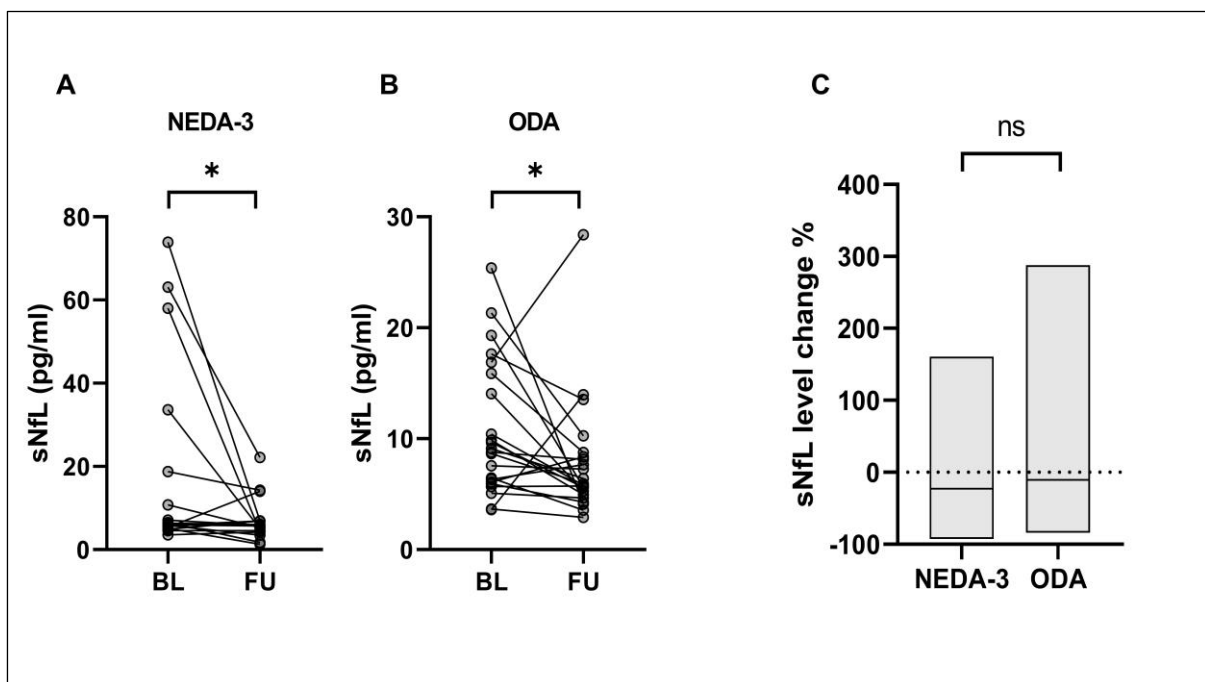 A
NEDA-3
*
sNfL (pg/ml)
80
60
40
20
0
BL FU
B
ODA
*
sNfL (pg/ml)
30
20
10
0
BL FU
C
ns
sNfL level change %
400
300
200
100
0
-100
NEDA-3 ODA